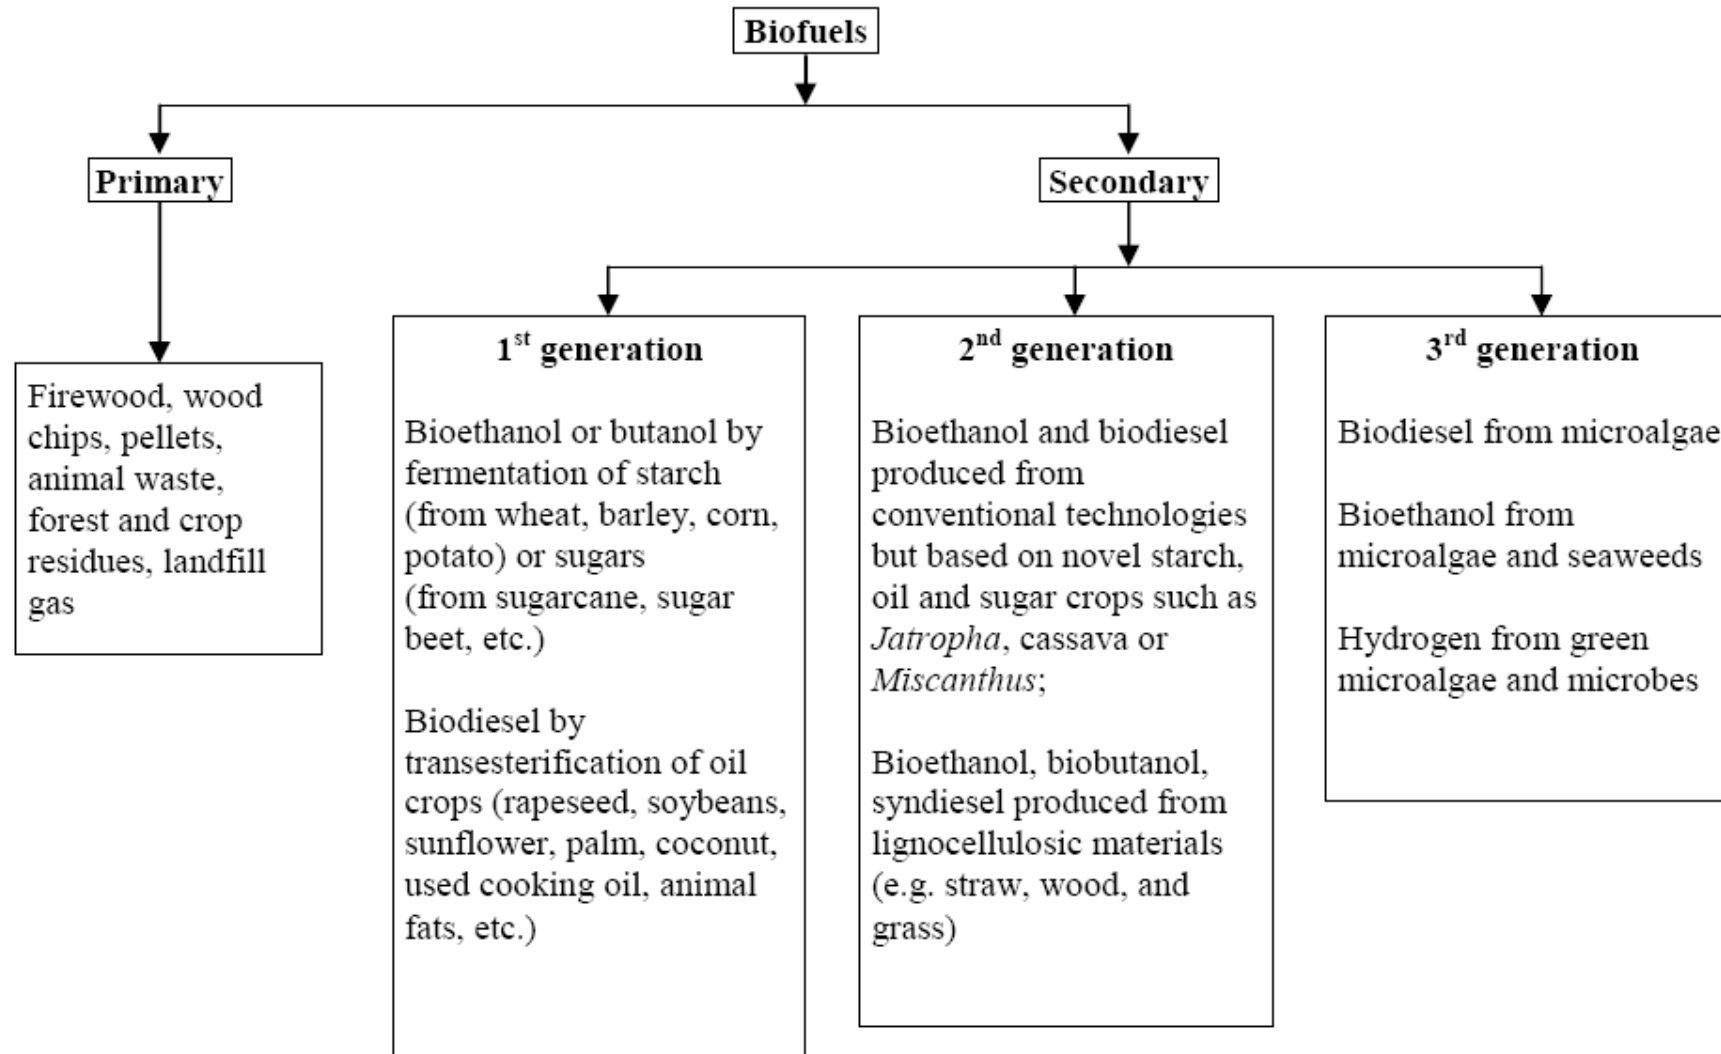 Biofuels
Primary
Secondary
Firewood, wood
chips, pellets,
animal waste,
forest and crop
residues, landfill
gas
1st generation
Bioethanol or butanol by
fermentation of starch
(from wheat, barley, corn,
potato) or sugars
(from sugarcane, sugar
beet, etc.)
Biodiesel by
transesterification of oil
crops (rapeseed, soybeans,
sunflower, palm, coconut,
used cooking oil, animal
fats, etc.)
2nd generation
Bioethanol and biodiesel
produced from
conventional technologies
but based on novel starch,
oil and sugar crops such as
Jatropha, cassava or
Miscanthus;
Bioethanol, biobutanol,
syndiesel produced from
lignocellulosic materials
(e.g. straw, wood, and
grass)
3rd generation
Biodiesel from microalgae
Bioethanol from
microalgae and seaweeds
Hydrogen from green
microalgae and microbes